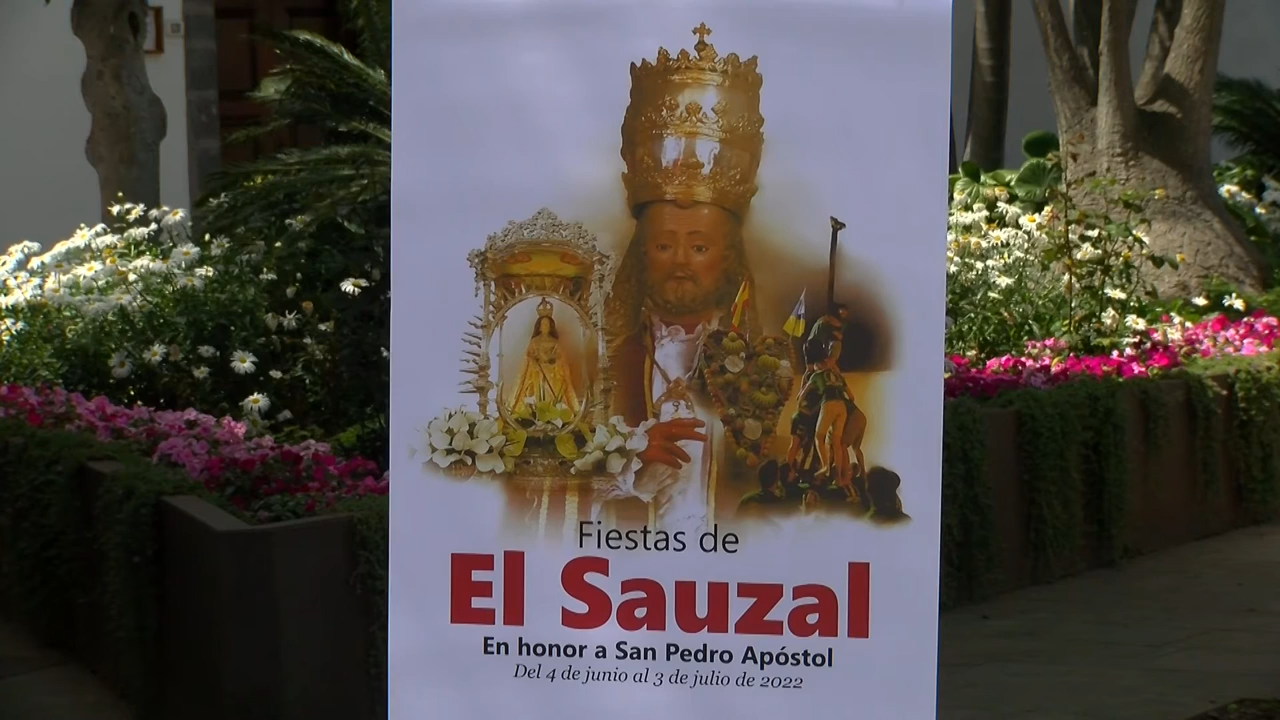 Fiestas de
El Sauzal
En honor a San Pedro Apóstol
Del 4 de junio al 3 de julio de 2022